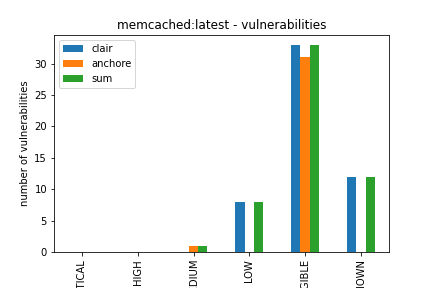 memcached:latest - vulnerabilities
clair
anchore
sum
number of vulnerabilities
30
25
20
15
10
5
0
TICAL
HIGH
DIUM
LOW
GIBLE
NOWN